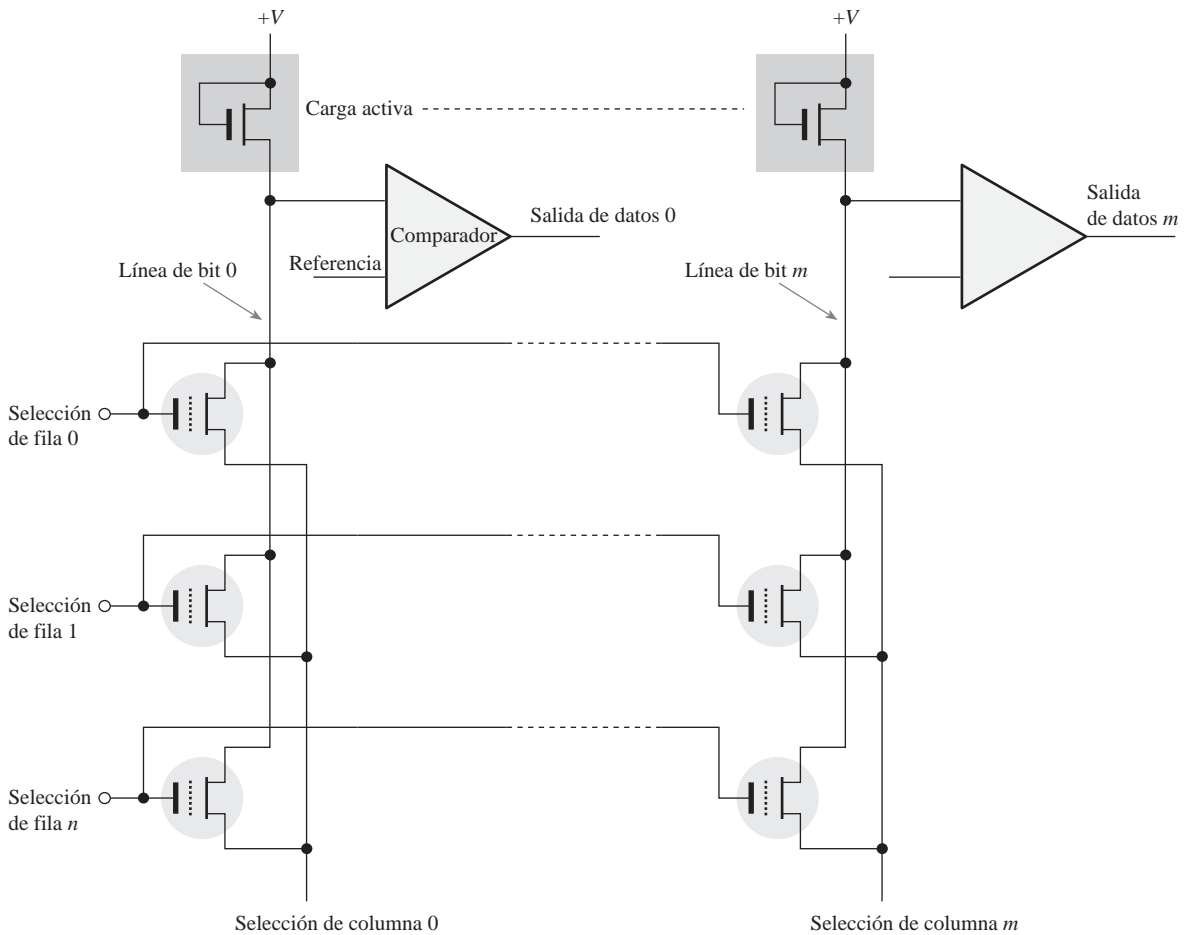 +V
+V
Carga activa
Salida de datos 0
Salida
de datos m
Comparador
Referencia
Línea de bit 0
Línea de bit m
Selección
de fila 0
Selección
de fila 1
Selección
de fila n
Selección de columna 0
Selección de columna m